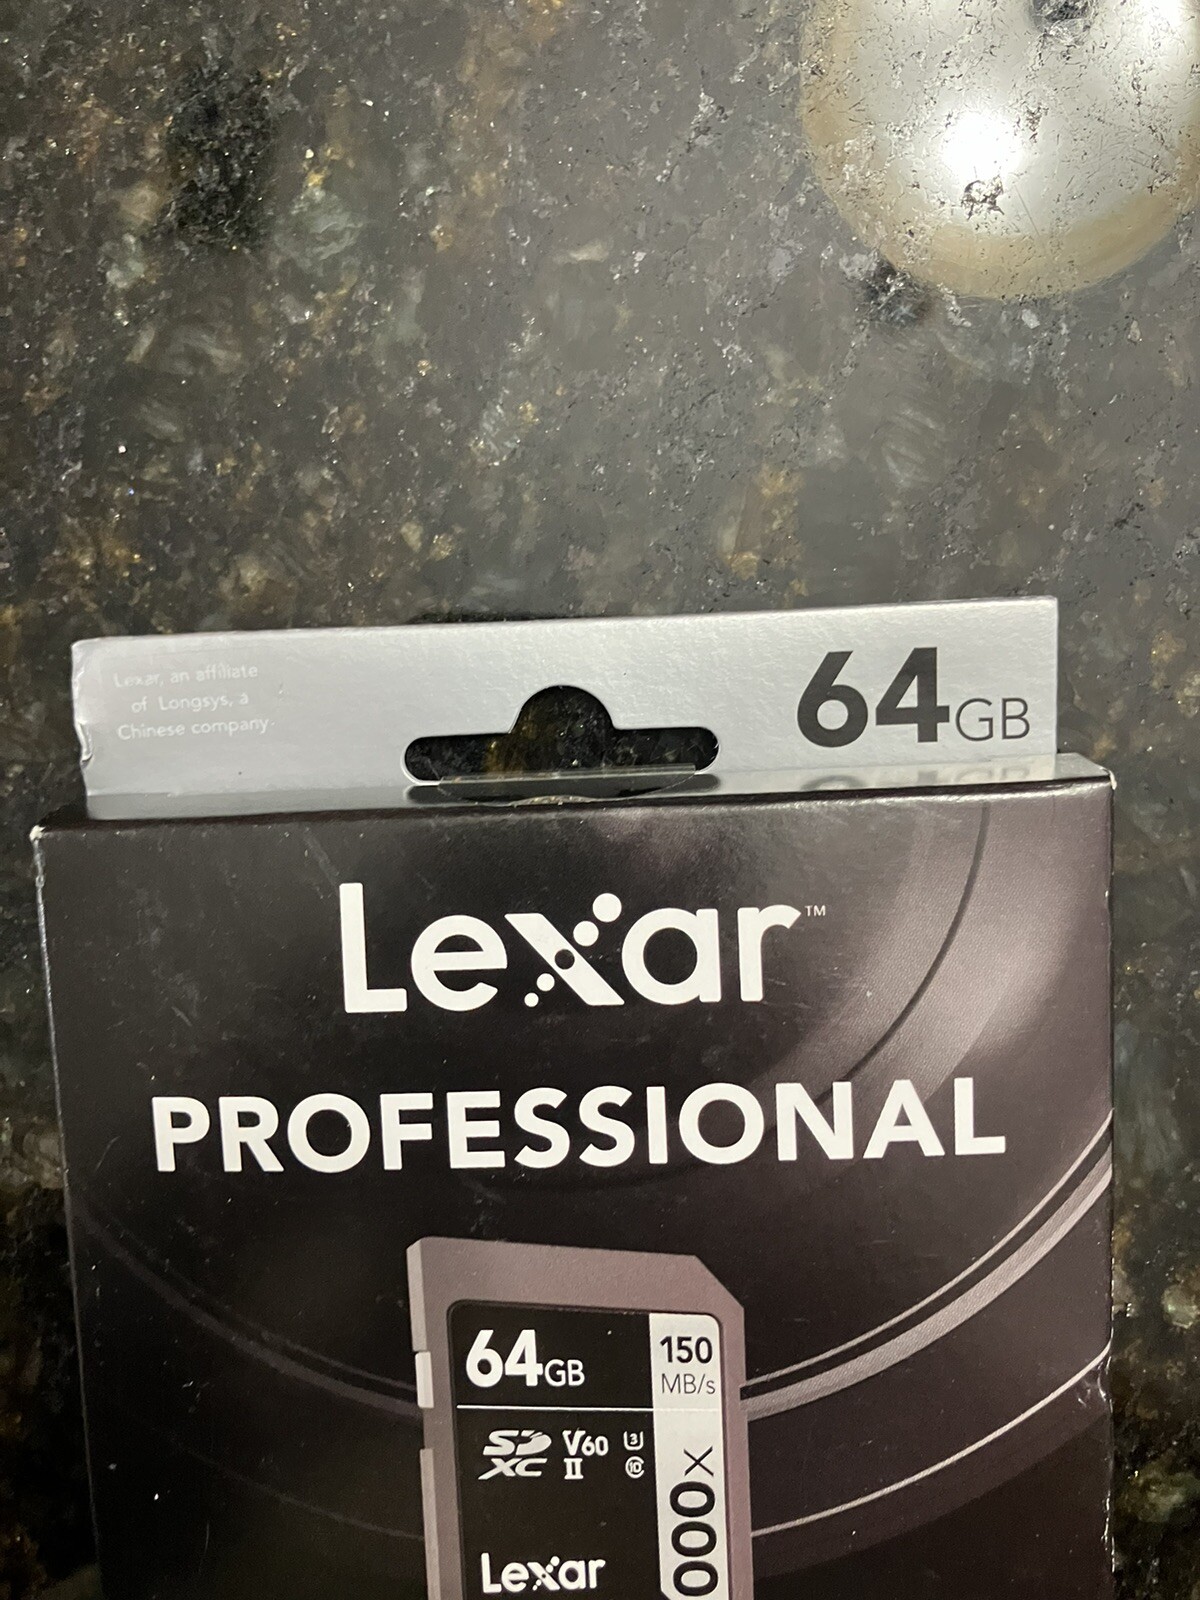 Lexar, an affiliate
of Longsys, a
Chinese company.
64GB
Lexar™
PROFESSIONAL
64GB
150
MB/s
SD
XC
V60
II
3
10
000x
Lexar